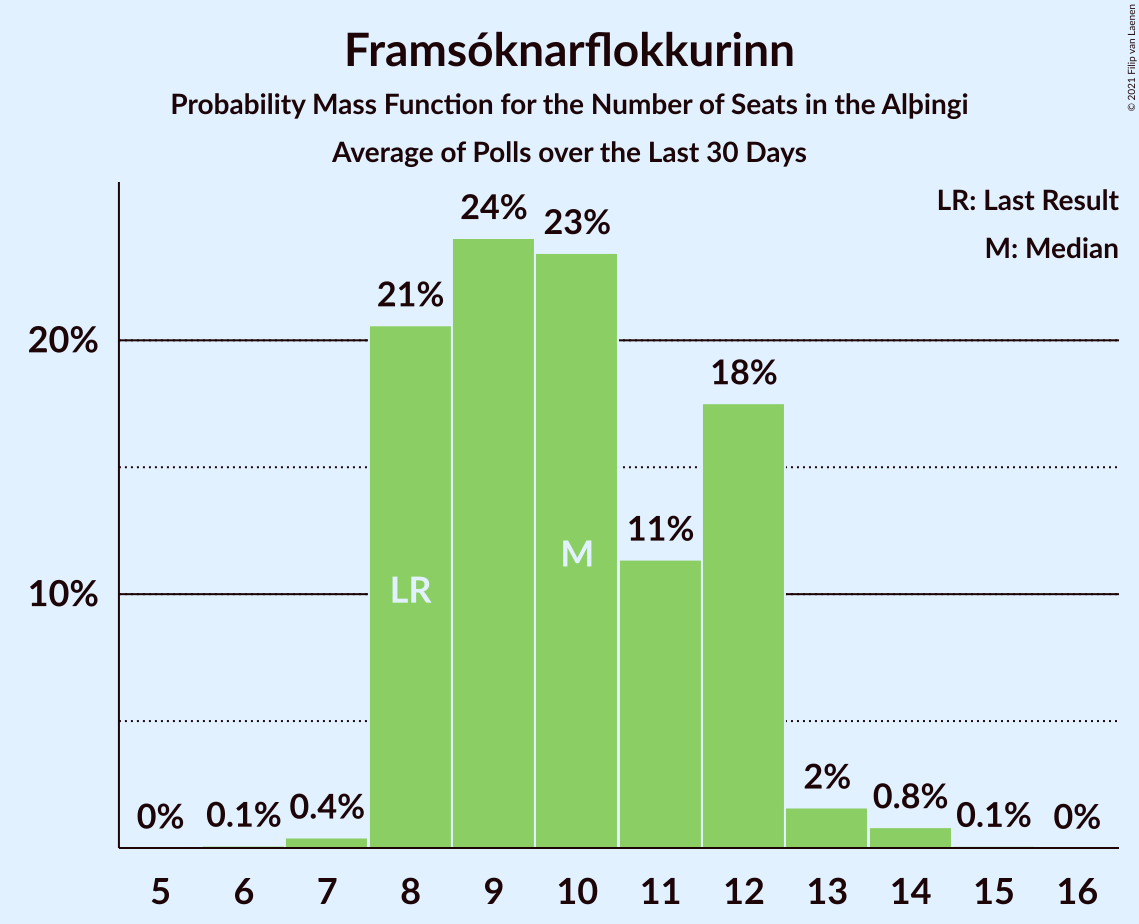 Framsóknarflokkurinn
Probability Mass Function for the Number of Seats in the Alþingi
Average of Polls over the Last 30 Days
© 2021 Filip van Laenen
LR: Last Result
M: Median
24%
23%
21%
20%
18%
11%
M
LR
10%
2%
0.8%
0.4%
0.1%
0%
0.1%
0%
5 6 7 8 9 10 11 12 13 14 15 16